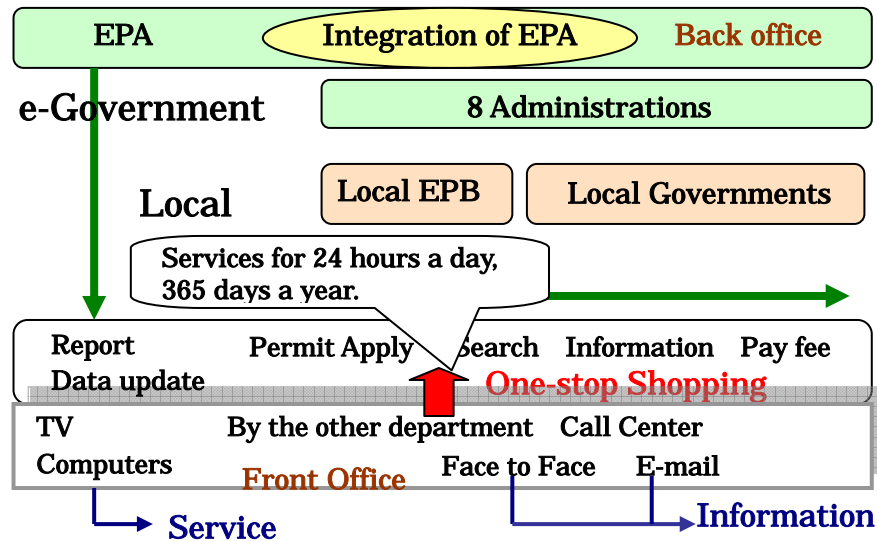 EPA Integration of EPA Back office
e-Government 8 Administrations
Local Local EPB Local Governments
Services for 24 hours a day,
365 days a year.
Report Permit Apply Search Information Pay fee
Data update One-stop Shopping
TV By the other department Call Center
Computers Front Office Face to Face E-mail
Service Information